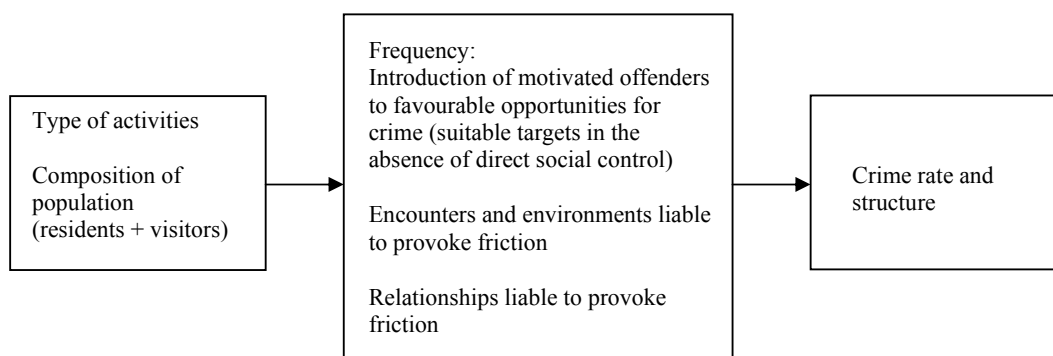 Type of activities
Composition of
population
(residents + visitors)
Frequency:
Introduction of motivated offenders
to favourable opportunities for
crime (suitable targets in the
absence of direct social control)
Encounters and environments liable
to provoke friction
Relationships liable to provoke
friction
Crime rate and
structure